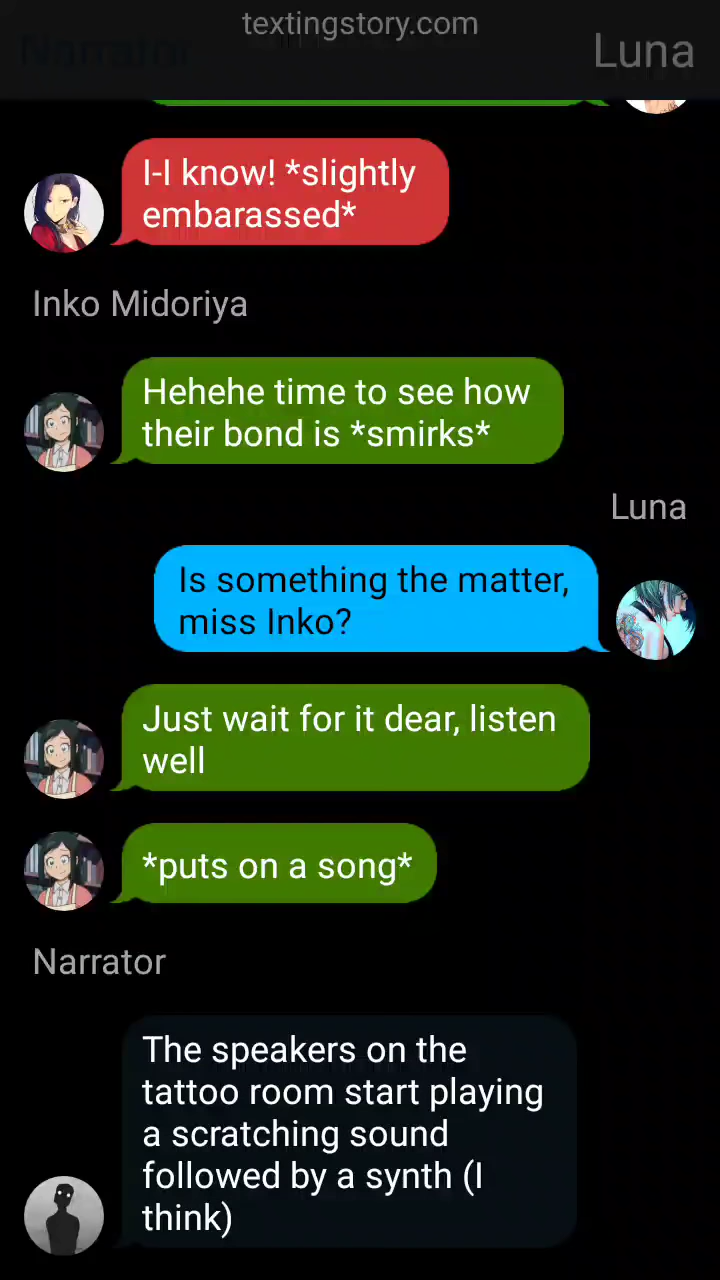 textingstory.com
Narrator
Luna
I-I know! *slightly
embarassed*
Inko Midoriya
Hehehe time to see how
their bond is *smirks*
Luna
Is something the matter,
miss Inko?
Just wait for it dear, listen
well
*puts on a song*
Narrator
The speakers on the
tattoo room start playing
a scratching sound
followed by a synth (I
think)